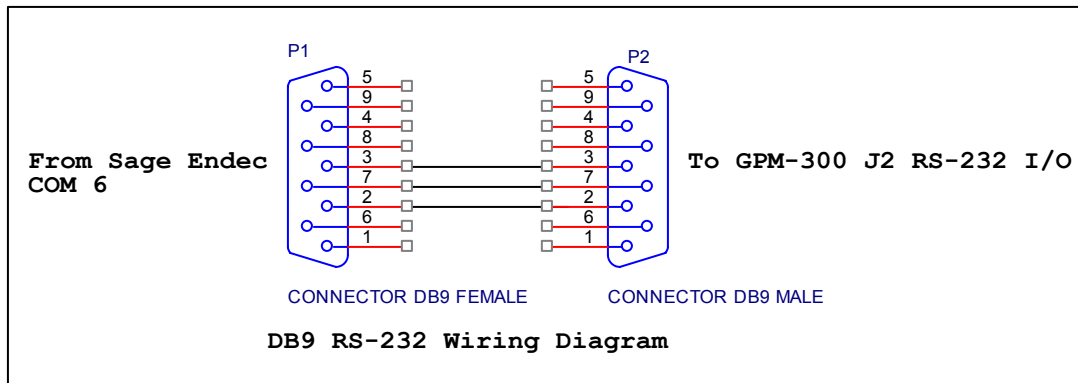 P1
P2
5 5
9 9
4 4
8 8
3 3
7 7
2 2
6 6
1 1
From Sage Endec
COM 6
To GPM-300 J2 RS-232 I/O
CONNECTOR DB9 FEMALE
CONNECTOR DB9 MALE
DB9 RS-232 Wiring Diagram